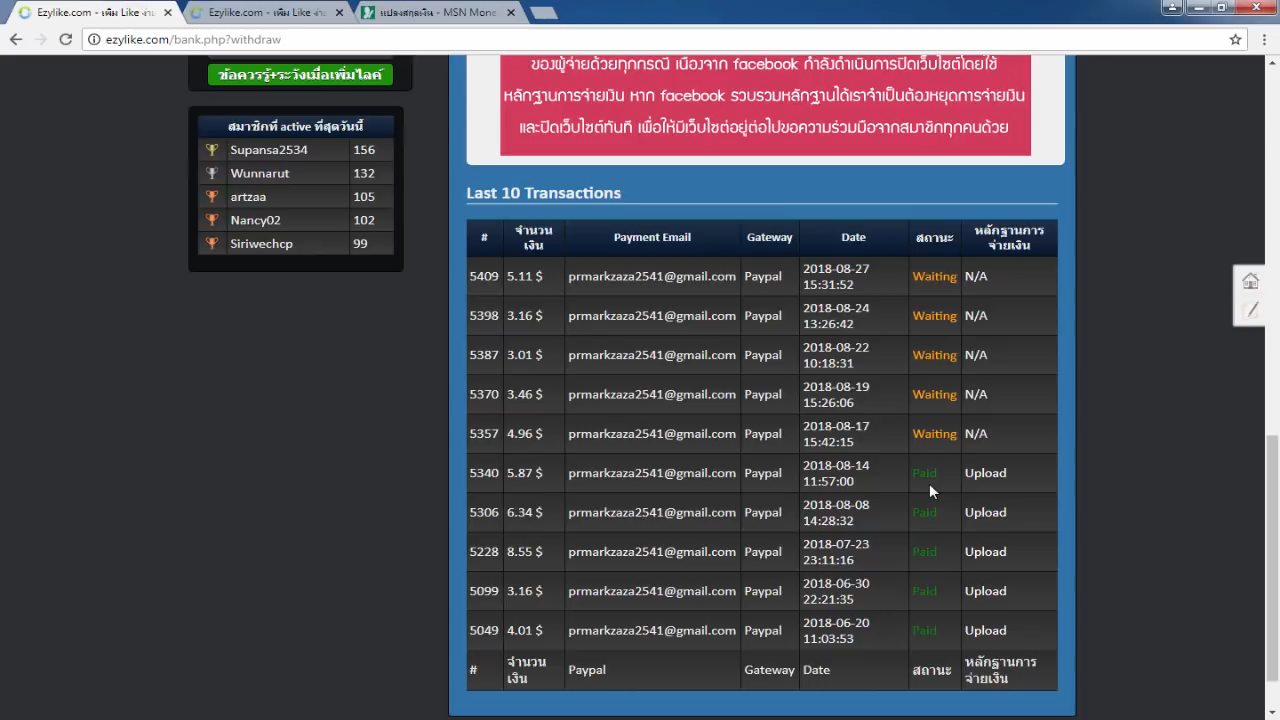 Ezylike.com - เพิ่ม Like ง่า
Ezylike.com - เพิ่ม Like ง่า
แปลงสกุลเงิน - MSN Mone
ezylike.com/bank.php?withdraw
ข้อควรรู้+ระวังเมื่อเพิ่มไลค์
สมาชิกที่ active ที่สุดวันนี้
Supansa2534 156
Wunnarut 132
artzaa 105
Nancy02 102
Siriwechcp 99
ของผู้จ่ายด้วยทุกกรณี เนื่องจาก facebook กำลังดำเนินการปิดเว็บไซต์โดยใช้
หลักฐานการจ่ายเงิน หาก facebook รวบรวมหลักฐานได้เราจำเป็นต้องหยุดการจ่ายเงิน
และปิดเว็บไซต์ทันที เพื่อให้มีเว็บไซต์อยู่ต่อไปขอความร่วมมือจากสมาชิกทุกคนด้วย
Last 10 Transactions
# จำนวนเงิน Payment Email Gateway Date สถานะ หลักฐานการจ่ายเงิน
5409 5.11 $ prmarkzaza2541@gmail.com Paypal 2018-08-27 15:31:52 Waiting N/A
5398 3.16 $ prmarkzaza2541@gmail.com Paypal 2018-08-24 13:26:42 Waiting N/A
5387 3.01 $ prmarkzaza2541@gmail.com Paypal 2018-08-22 10:18:31 Waiting N/A
5370 3.46 $ prmarkzaza2541@gmail.com Paypal 2018-08-19 15:26:06 Waiting N/A
5357 4.96 $ prmarkzaza2541@gmail.com Paypal 2018-08-17 15:42:15 Waiting N/A
5340 5.87 $ prmarkzaza2541@gmail.com Paypal 2018-08-14 11:57:00 Paid Upload
5306 6.34 $ prmarkzaza2541@gmail.com Paypal 2018-08-08 14:28:32 Paid Upload
5228 8.55 $ prmarkzaza2541@gmail.com Paypal 2018-07-23 23:11:16 Paid Upload
5099 3.16 $ prmarkzaza2541@gmail.com Paypal 2018-06-30 22:21:35 Paid Upload
5049 4.01 $ prmarkzaza2541@gmail.com Paypal 2018-06-20 11:03:53 Paid Upload
# จำนวนเงิน Paypal Gateway Date สถานะ หลักฐานการจ่ายเงิน